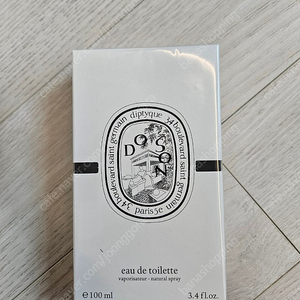 diptyque
34 boulevard saint germain
paris 5e
34 boulevard saint germain
DO
SON
eau de toilette
vaporisateur - natural spray
e 100 ml 3.4 fl.oz.